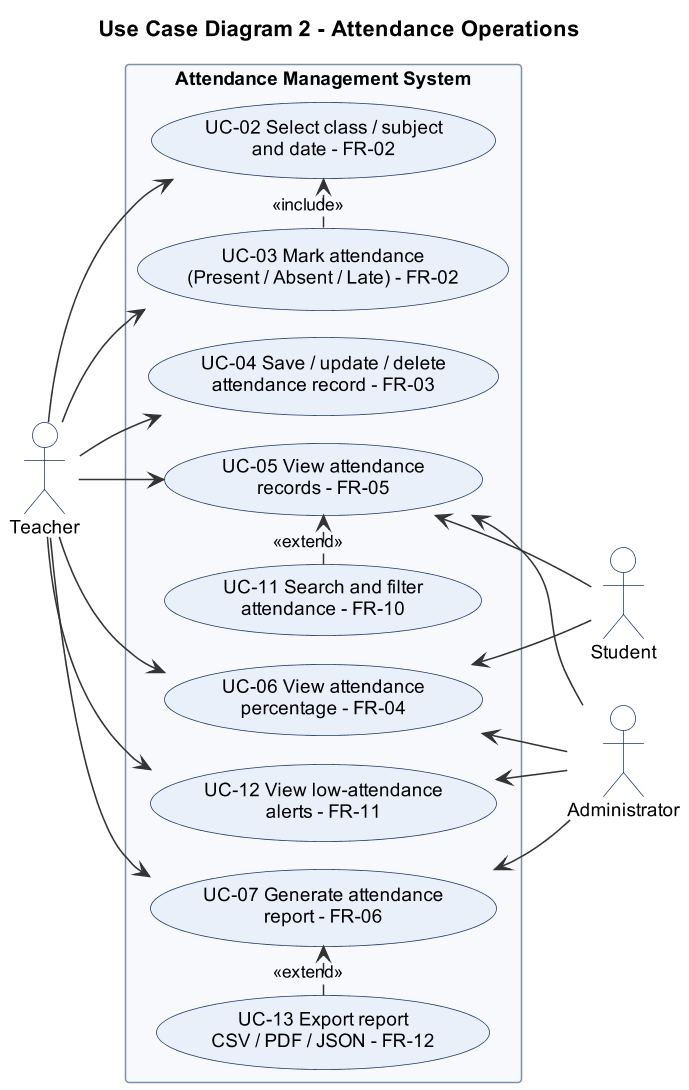 Use Case Diagram 2 - Attendance Operations
Attendance Management System
UC-02 Select class / subject
and date - FR-02
«include»
UC-03 Mark attendance
(Present / Absent / Late) - FR-02
UC-04 Save / update / delete
attendance record - FR-03
UC-05 View attendance
records - FR-05
Teacher
«extend»
UC-11 Search and filter
attendance - FR-10
Student
UC-06 View attendance
percentage - FR-04
UC-12 View low-attendance
alerts - FR-11
Administrator
UC-07 Generate attendance
report - FR-06
«extend»
UC-13 Export report
CSV / PDF / JSON - FR-12